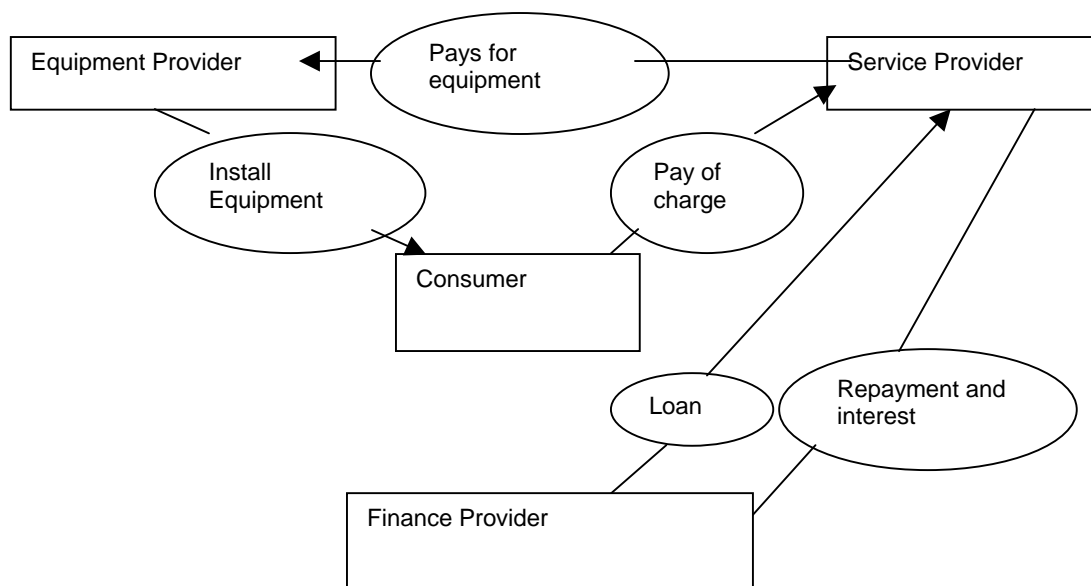 Equipment Provider
Pays for
equipment
Service Provider
Install
Equipment
Pay of
charge
Consumer
Loan
Repayment and
interest
Finance Provider